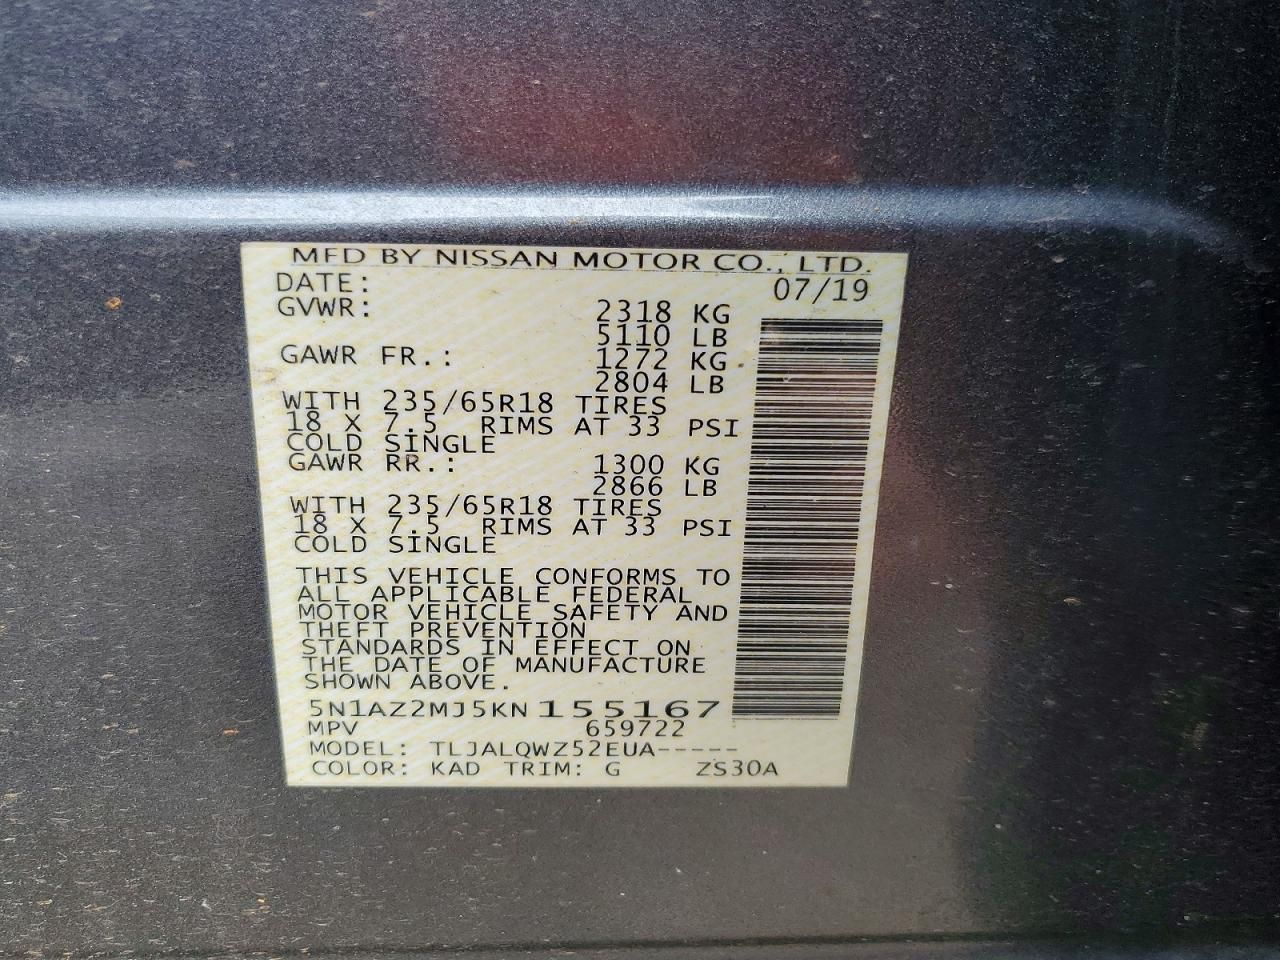 MFD BY NISSAN MOTOR CO., LTD.
DATE: 07/19
GVWR: 2318 KG
5110 LB
GAWR FR.: 1272 KG
2804 LB
WITH 235/65R18 TIRES
18 X 7.5 RIMS AT 33 PSI
COLD SINGLE
GAWR RR.: 1300 KG
2866 LB
WITH 235/65R18 TIRES
18 X 7.5 RIMS AT 33 PSI
COLD SINGLE
THIS VEHICLE CONFORMS TO
ALL APPLICABLE FEDERAL
MOTOR VEHICLE SAFETY AND
THEFT PREVENTION
STANDARDS IN EFFECT ON
THE DATE OF MANUFACTURE
SHOWN ABOVE.
5N1AZ2MJ5KN155167
MPV 659722
MODEL: TLJALQWZ52EUA-----
COLOR: KAD TRIM: G ZS30A